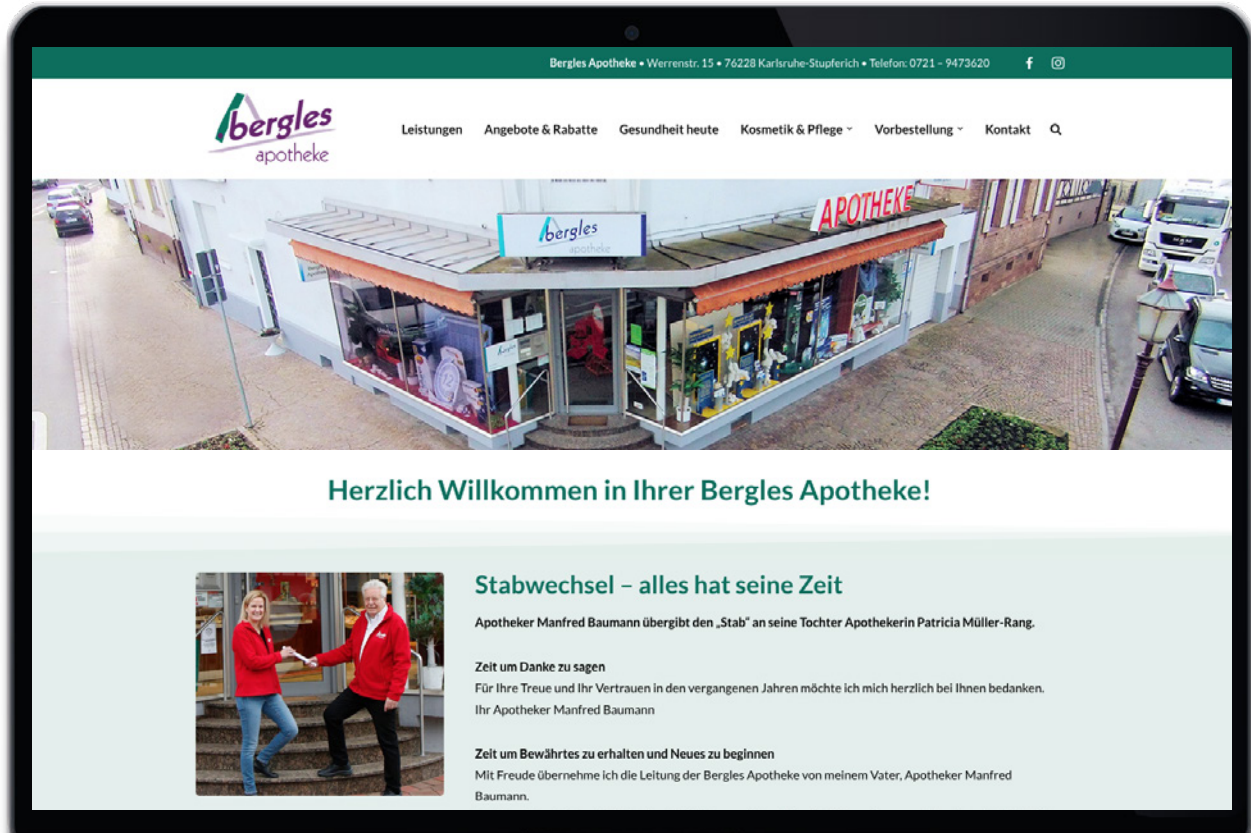 Bergles Apotheke • Werrenstr. 15 • 76228 Karlsruhe-Stupferich • Telefon: 0721 – 9473620
bergles
apotheke
Leistungen Angebote & Rabatte Gesundheit heute Kosmetik & Pflege Vorbestellung Kontakt
APOTHEKE
bergles
apotheke
Herzlich Willkommen in Ihrer Bergles Apotheke!
Stabwechsel – alles hat seine Zeit
Apotheker Manfred Baumann übergibt den „Stab“ an seine Tochter Apothekerin Patricia Müller-Rang.
Zeit um Danke zu sagen
Für Ihre Treue und Ihr Vertrauen in den vergangenen Jahren möchte ich mich herzlich bei Ihnen bedanken.
Ihr Apotheker Manfred Baumann
Zeit um Bewährtes zu erhalten und Neues zu beginnen
Mit Freude übernehme ich die Leitung der Bergles Apotheke von meinem Vater, Apotheker Manfred
Baumann.